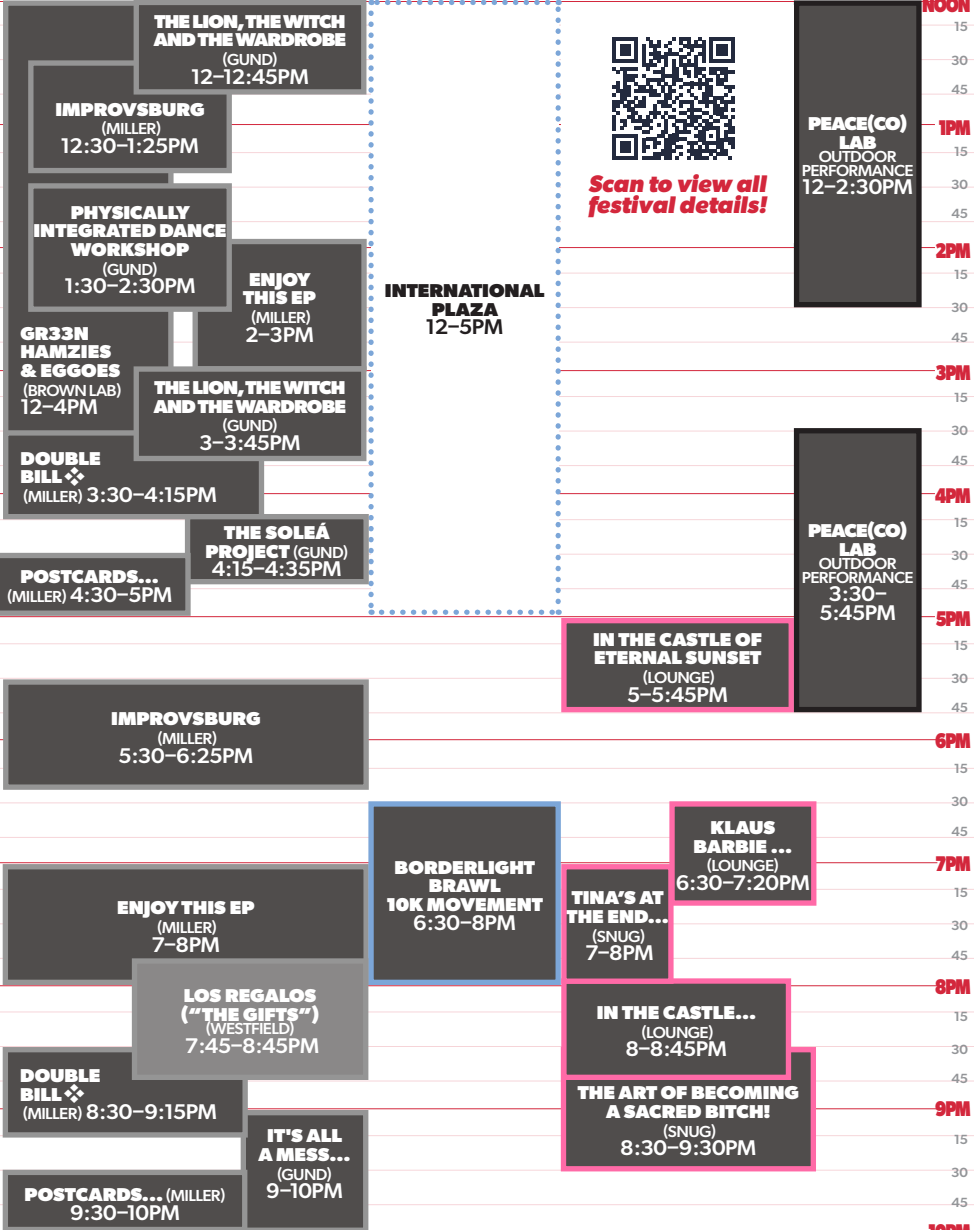 THE LION, THE WITCH
AND THE WARDROBE
(GUND)
12–12:45PM
IMPROVSBURG
(MILLER)
12:30–1:25PM
PHYSICALLY
INTEGRATED DANCE
WORKSHOP
(GUND)
1:30–2:30PM
ENJOY
THIS EP
(MILLER)
2–3PM
GR33N
HAMZIES
& EGGOES
(BROWN LAB)
12–4PM
THE LION, THE WITCH
AND THE WARDROBE
(GUND)
3–3:45PM
DOUBLE
BILL
(MILLER) 3:30–4:15PM
THE SOLEÁ
PROJECT (GUND)
4:15–4:35PM
POSTCARDS...
(MILLER) 4:30–5PM
IMPROVSBURG
(MILLER)
5:30–6:25PM
ENJOY THIS EP
(MILLER)
7–8PM
LOS REGALOS
("THE GIFTS")
(WESTFIELD)
7:45–8:45PM
DOUBLE
BILL
(MILLER) 8:30–9:15PM
IT'S ALL
A MESS...
(GUND)
9–10PM
POSTCARDS... (MILLER)
9:30–10PM
INTERNATIONAL
PLAZA
12–5PM
BORDERLIGHT
BRAWL
10K MOVEMENT
6:30–8PM
Scan to view all
festival details!
IN THE CASTLE OF
ETERNAL SUNSET
(LOUNGE)
5–5:45PM
KLAUS
BARBIE ...
(LOUNGE)
6:30–7:20PM
TINA'S AT
THE END...
(SNUG)
7–8PM
IN THE CASTLE...
(LOUNGE)
8–8:45PM
THE ART OF BECOMING
A SACRED BITCH!
(SNUG)
8:30–9:30PM
PEACE(CO)
LAB
OUTDOOR
PERFORMANCE
12–2:30PM
PEACE(CO)
LAB
OUTDOOR
PERFORMANCE
3:30–
5:45PM
NOON
15
30
45
1PM
15
30
45
2PM
15
30
45
3PM
15
30
45
4PM
15
30
45
5PM
15
30
45
6PM
15
30
45
7PM
15
30
45
8PM
15
30
45
9PM
15
30
45
10PM